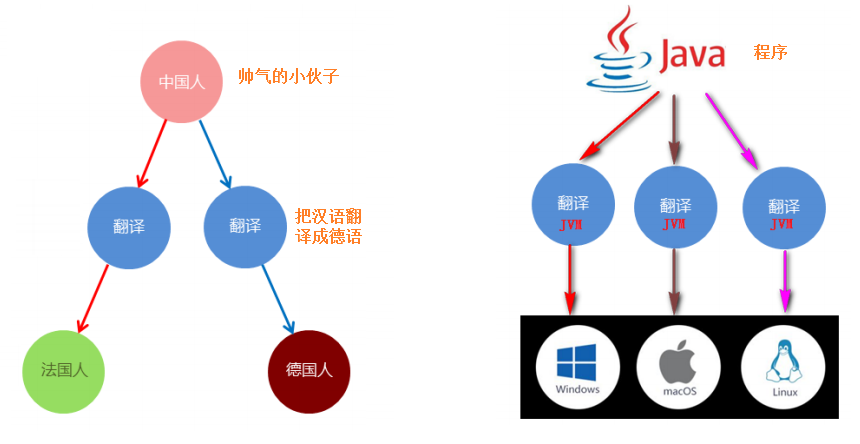 中国人
帅气的小伙子
翻译
翻译
把汉语翻
译成德语
法国人
德国人
Java
程序
翻译
JVM
翻译
JVM
翻译
JVM
Windows
macOS
Linux